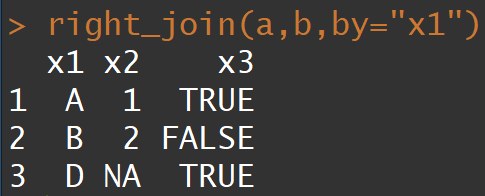 > right_join(a,b,by="x1")
x1 x2 x3
1 A 1 TRUE
2 B 2 FALSE
3 D NA TRUE